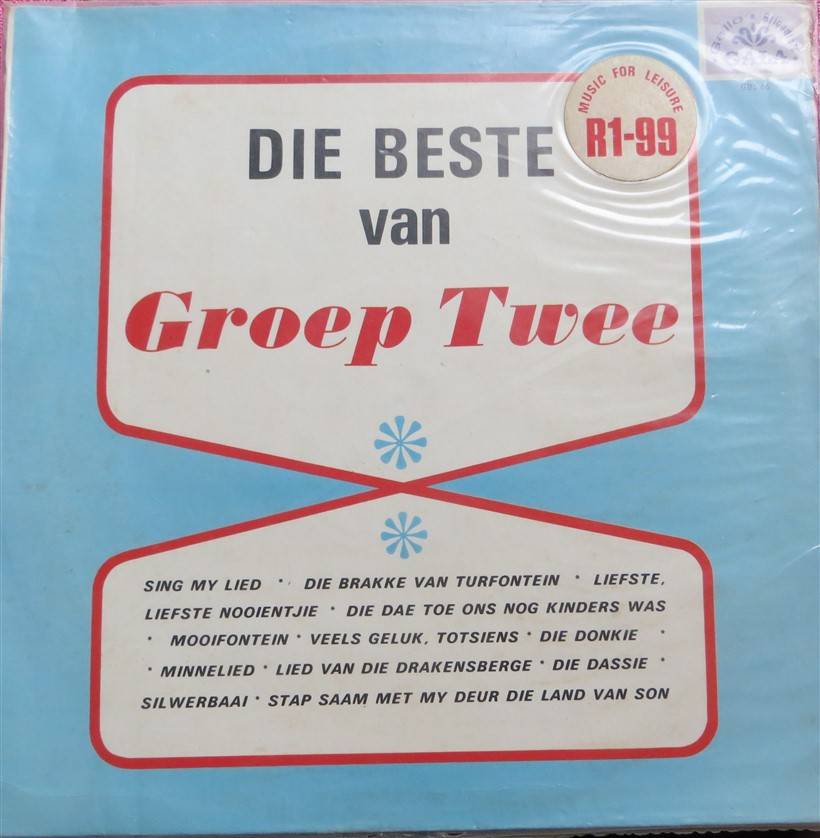 GALA
MUSIC FOR LEISURE
R1-99
DIE BESTE
van
Groep Twee
SING MY LIED * DIE BRAKKE VAN TURFONTEIN * LIEFSTE,
LIEFSTE NOOIENTJIE * DIE DAE TOE ONS NOG KINDERS WAS
* MOOIFONTEIN * VEELS GELUK, TOTSIENS * DIE DONKIE *
* MINNELIED * LIED VAN DIE DRAKENSBERGE * DIE DASSIE *
SILWERBAAI * STAP SAAM MET MY DEUR DIE LAND VAN SON